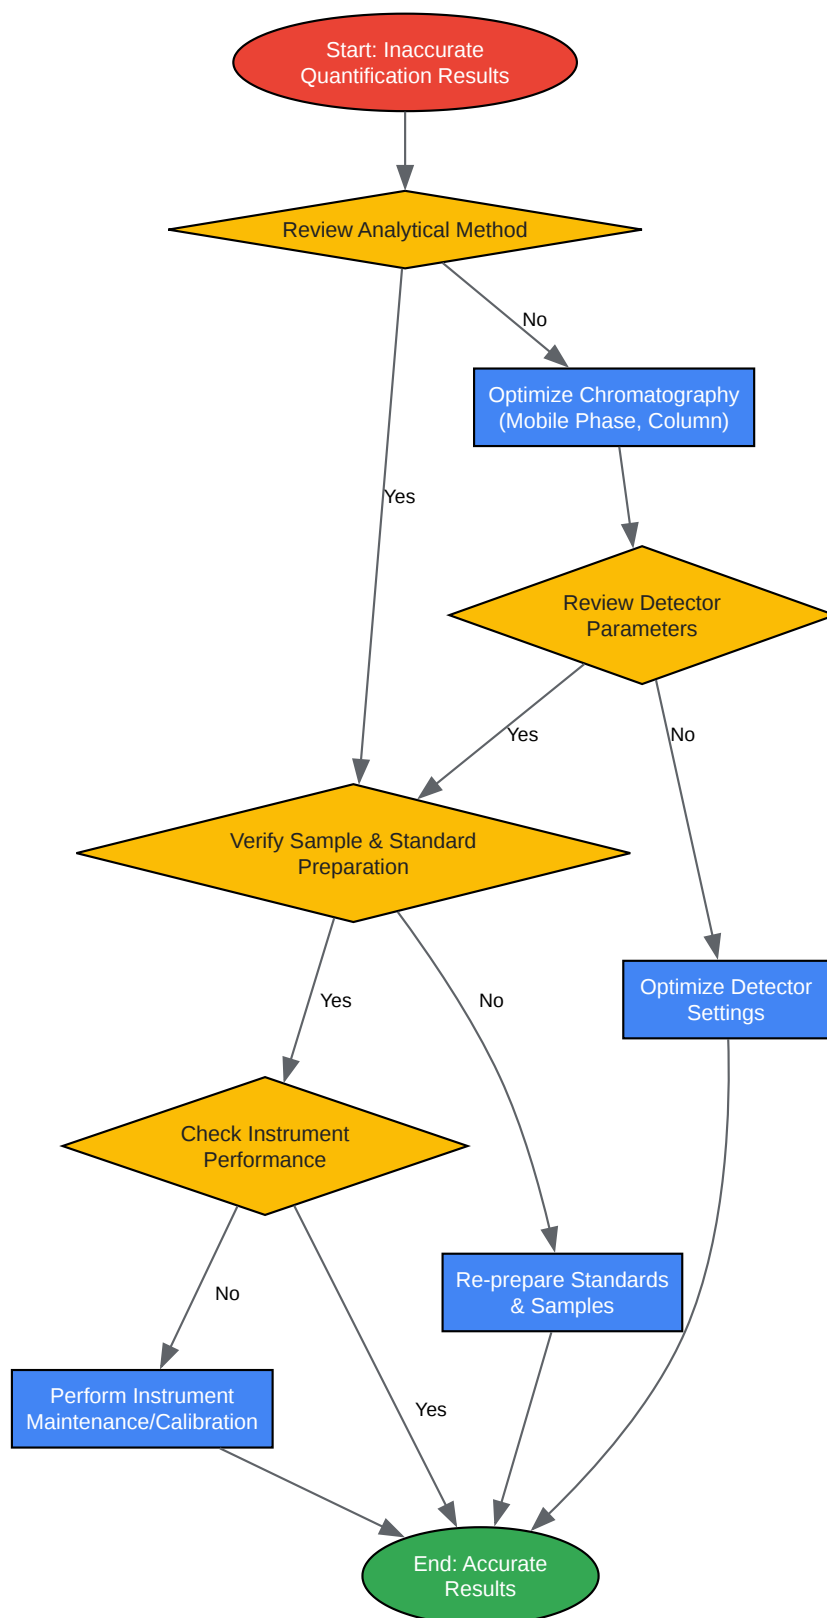 Start: Inaccurate
Quantification Results
Review Analytical Method
No
Optimize Chromatography
(Mobile Phase, Column)
Yes
Review Detector
Parameters
Yes
No
Verify Sample & Standard
Preparation
Optimize Detector
Settings
Yes
No
Check Instrument
Performance
Re-prepare Standards
& Samples
No
Perform Instrument
Maintenance/Calibration
Yes
End: Accurate
Results